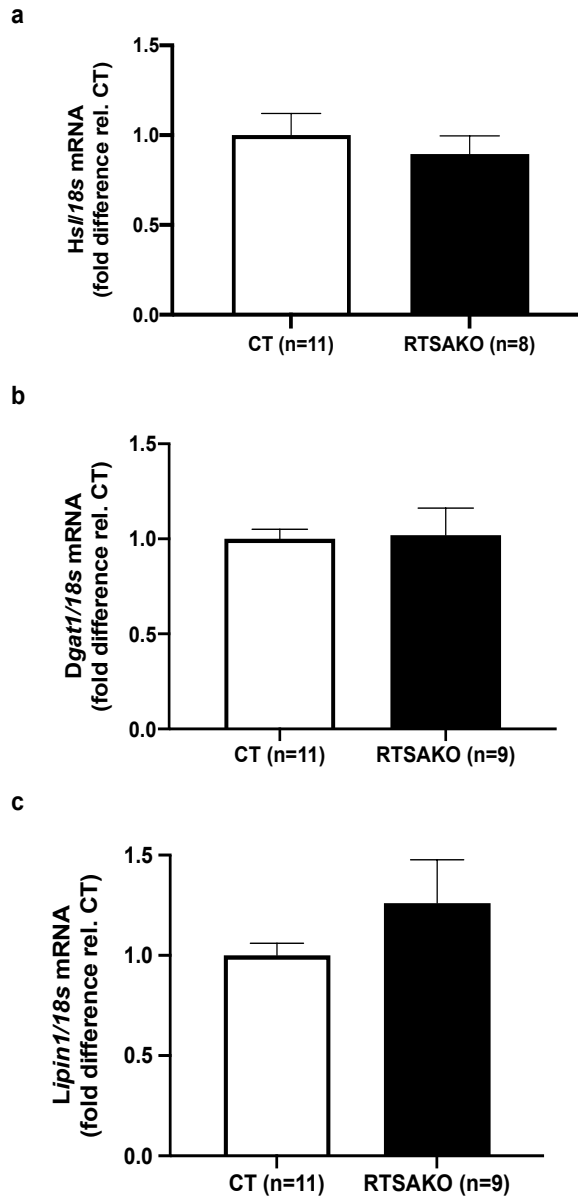 a
Hsl/18s mRNA
(fold difference rel. CT)
1.5
1.0
0.5
0.0
CT (n=11) RTSAKO (n=8)
b
Dgat1/18s mRNA
(fold difference rel. CT)
1.5
1.0
0.5
0.0
CT (n=11) RTSAKO (n=9)
c
Lipin1/18s mRNA
(fold difference rel. CT)
1.5
1.0
0.5
0.0
CT (n=11) RTSAKO (n=9)